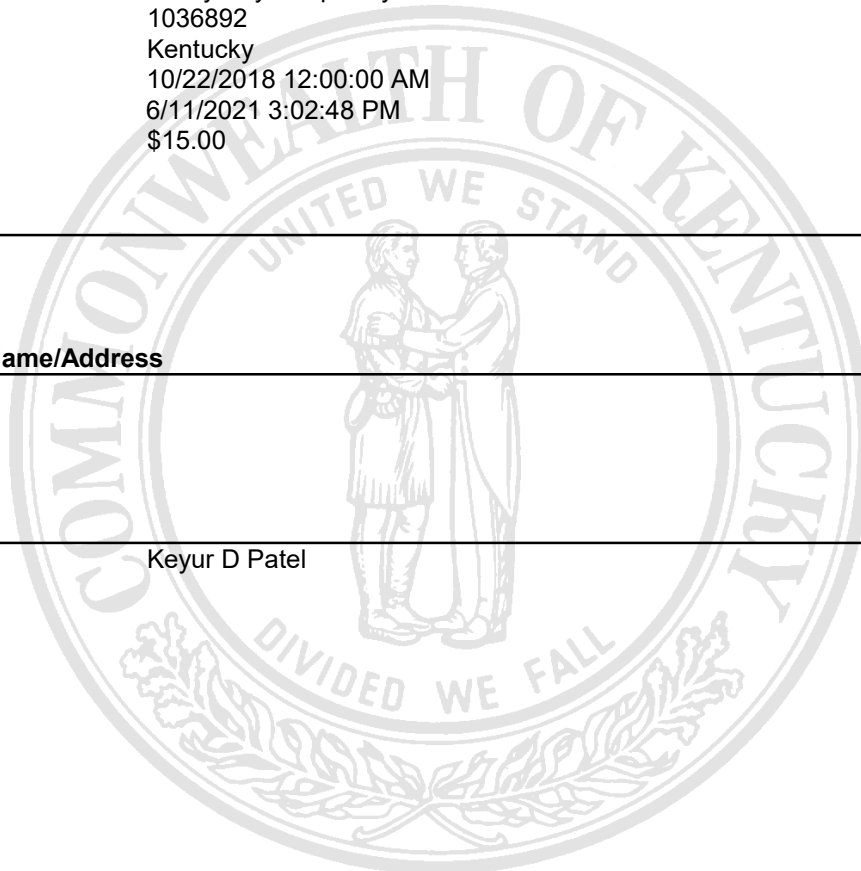 1036892
Kentucky
10/22/2018 12:00:00 AM
6/11/2021 3:02:48 PM
$15.00
COMMONWEALTH OF KENTUCKY
UNITED WE STAND
ame/Address
Keyur D Patel
DIVIDED WE FALL